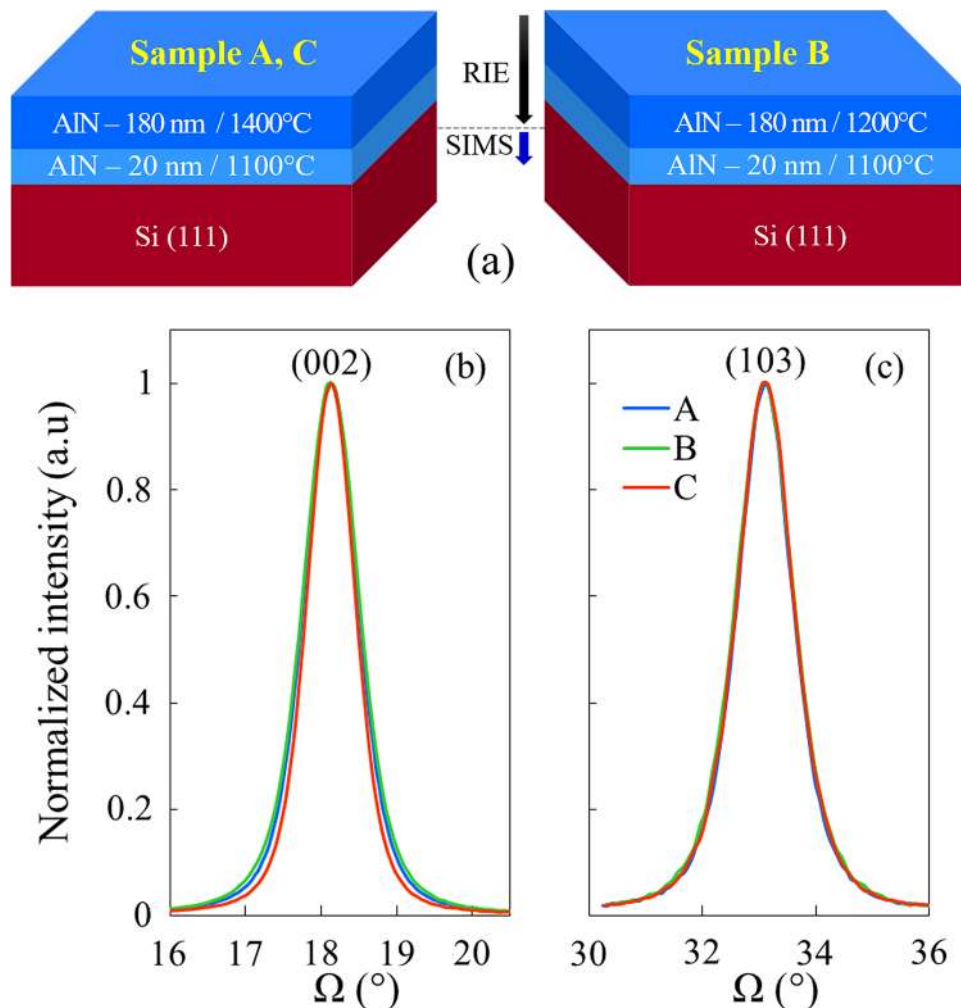 Sample A, C
Sample B
RIE
SIMS
AlN – 180 nm / 1400°C
AlN – 20 nm / 1100°C
Si (111)
AlN – 180 nm / 1200°C
AlN – 20 nm / 1100°C
Si (111)
(a)
(002)
(b)
(103)
(c)
A
B
C
Normalized intensity (a.u)
1
0.8
0.6
0.4
0.2
0
16 17 18 19 20
Ω (°)
30 32 34 36
Ω (°)